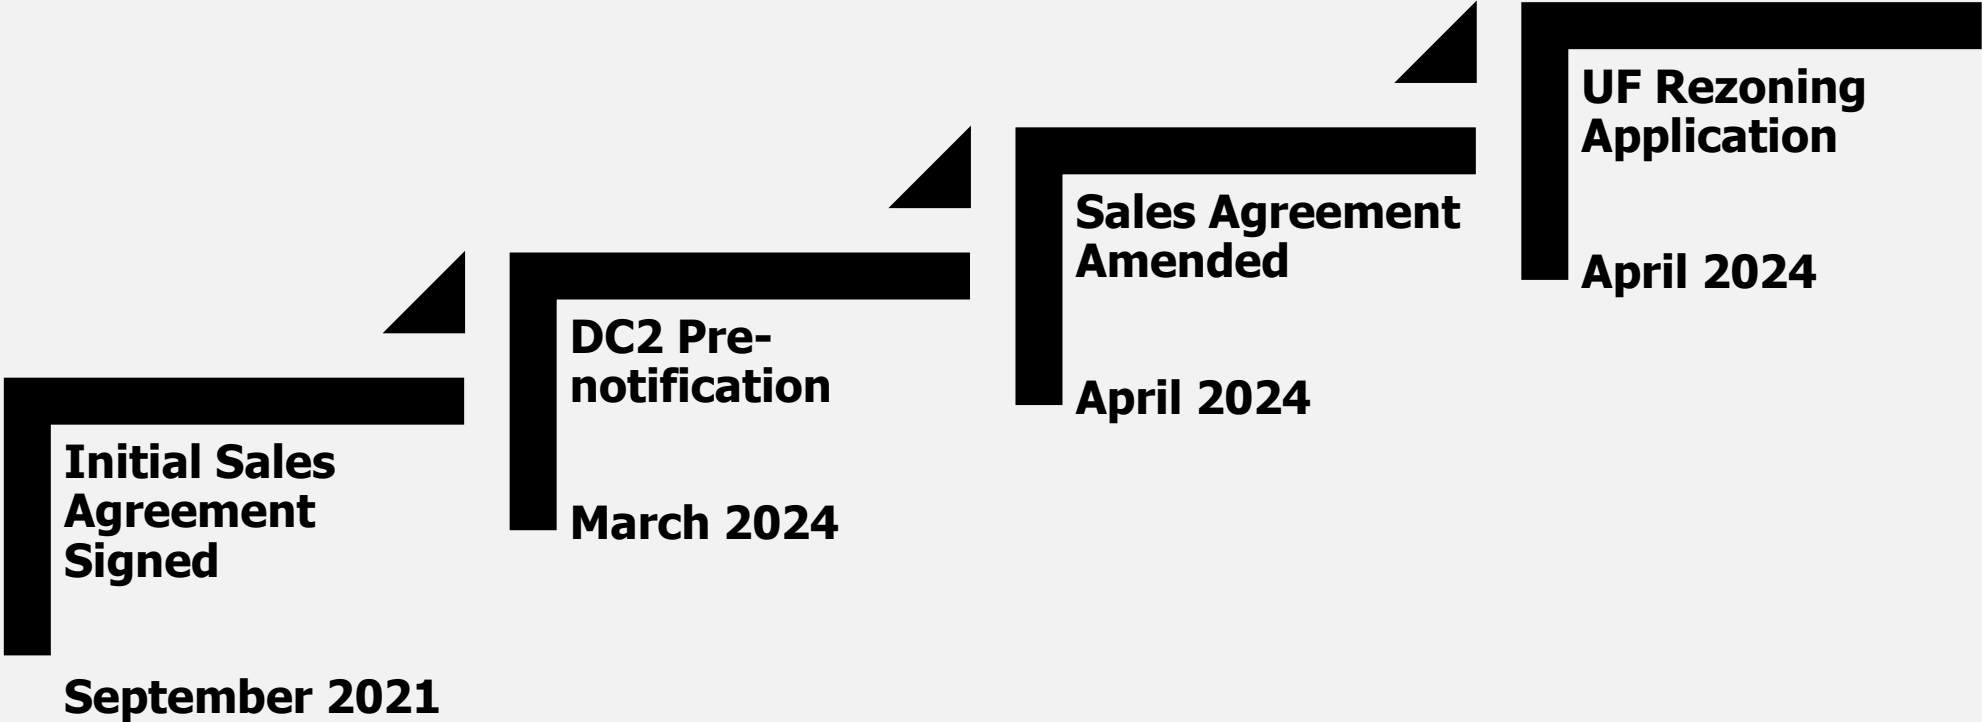 Initial Sales
Agreement
Signed
September 2021
DC2 Pre-
notification
March 2024
Sales Agreement
Amended
April 2024
UF Rezoning
Application
April 2024